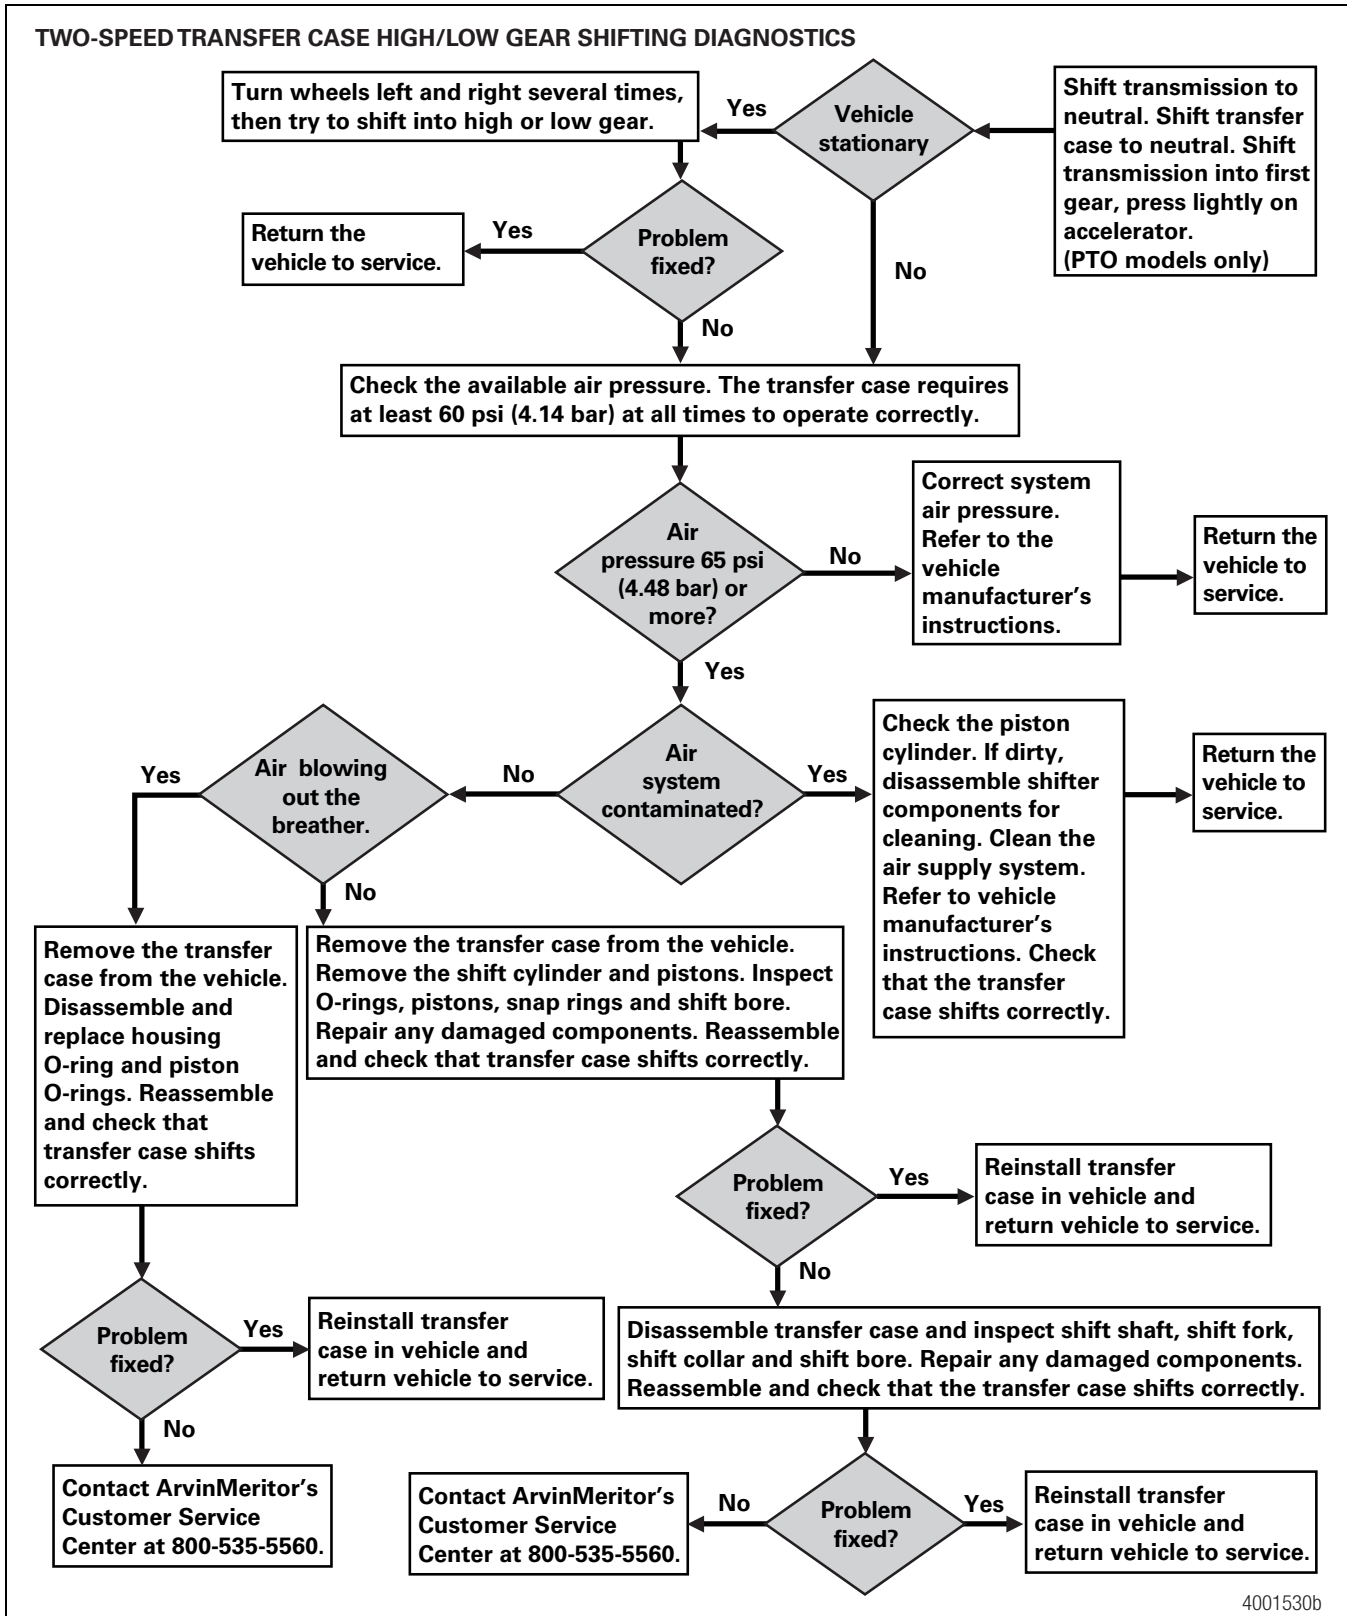 TWO-SPEED TRANSFER CASE HIGH/LOW GEAR SHIFTING DIAGNOSTICS
Shift transmission to
neutral. Shift transfer
case to neutral. Shift
transmission into first
gear, press lightly on
accelerator.
(PTO models only)
Vehicle
stationary
Yes
Turn wheels left and right several times,
then try to shift into high or low gear.
Problem
fixed?
Yes
Return the
vehicle to service.
No
No
Check the available air pressure. The transfer case requires
at least 60 psi (4.14 bar) at all times to operate correctly.
Air
pressure 65 psi
(4.48 bar) or
more?
No
Correct system
air pressure.
Refer to the
vehicle
manufacturer's
instructions.
Return the
vehicle to
service.
Yes
Air
system
contaminated?
Yes
Check the piston
cylinder. If dirty,
disassemble shifter
components for
cleaning. Clean the
air supply system.
Refer to vehicle
manufacturer's
instructions. Check
that the transfer
case shifts correctly.
Return the
vehicle to
service.
No
Air blowing
out the
breather.
Yes
No
Remove the transfer
case from the vehicle.
Disassemble and
replace housing
O-ring and piston
O-rings. Reassemble
and check that
transfer case shifts
correctly.
Remove the transfer case from the vehicle.
Remove the shift cylinder and pistons. Inspect
O-rings, pistons, snap rings and shift bore.
Repair any damaged components. Reassemble
and check that transfer case shifts correctly.
Problem
fixed?
Yes
Reinstall transfer
case in vehicle and
return vehicle to service.
No
Problem
fixed?
Yes
Reinstall transfer
case in vehicle and
return vehicle to service.
No
Contact ArvinMeritor's
Customer Service
Center at 800-535-5560.
Disassemble transfer case and inspect shift shaft, shift fork,
shift collar and shift bore. Repair any damaged components.
Reassemble and check that the transfer case shifts correctly.
Problem
fixed?
No
Contact ArvinMeritor's
Customer Service
Center at 800-535-5560.
Yes
Reinstall transfer
case in vehicle and
return vehicle to service.
4001530b